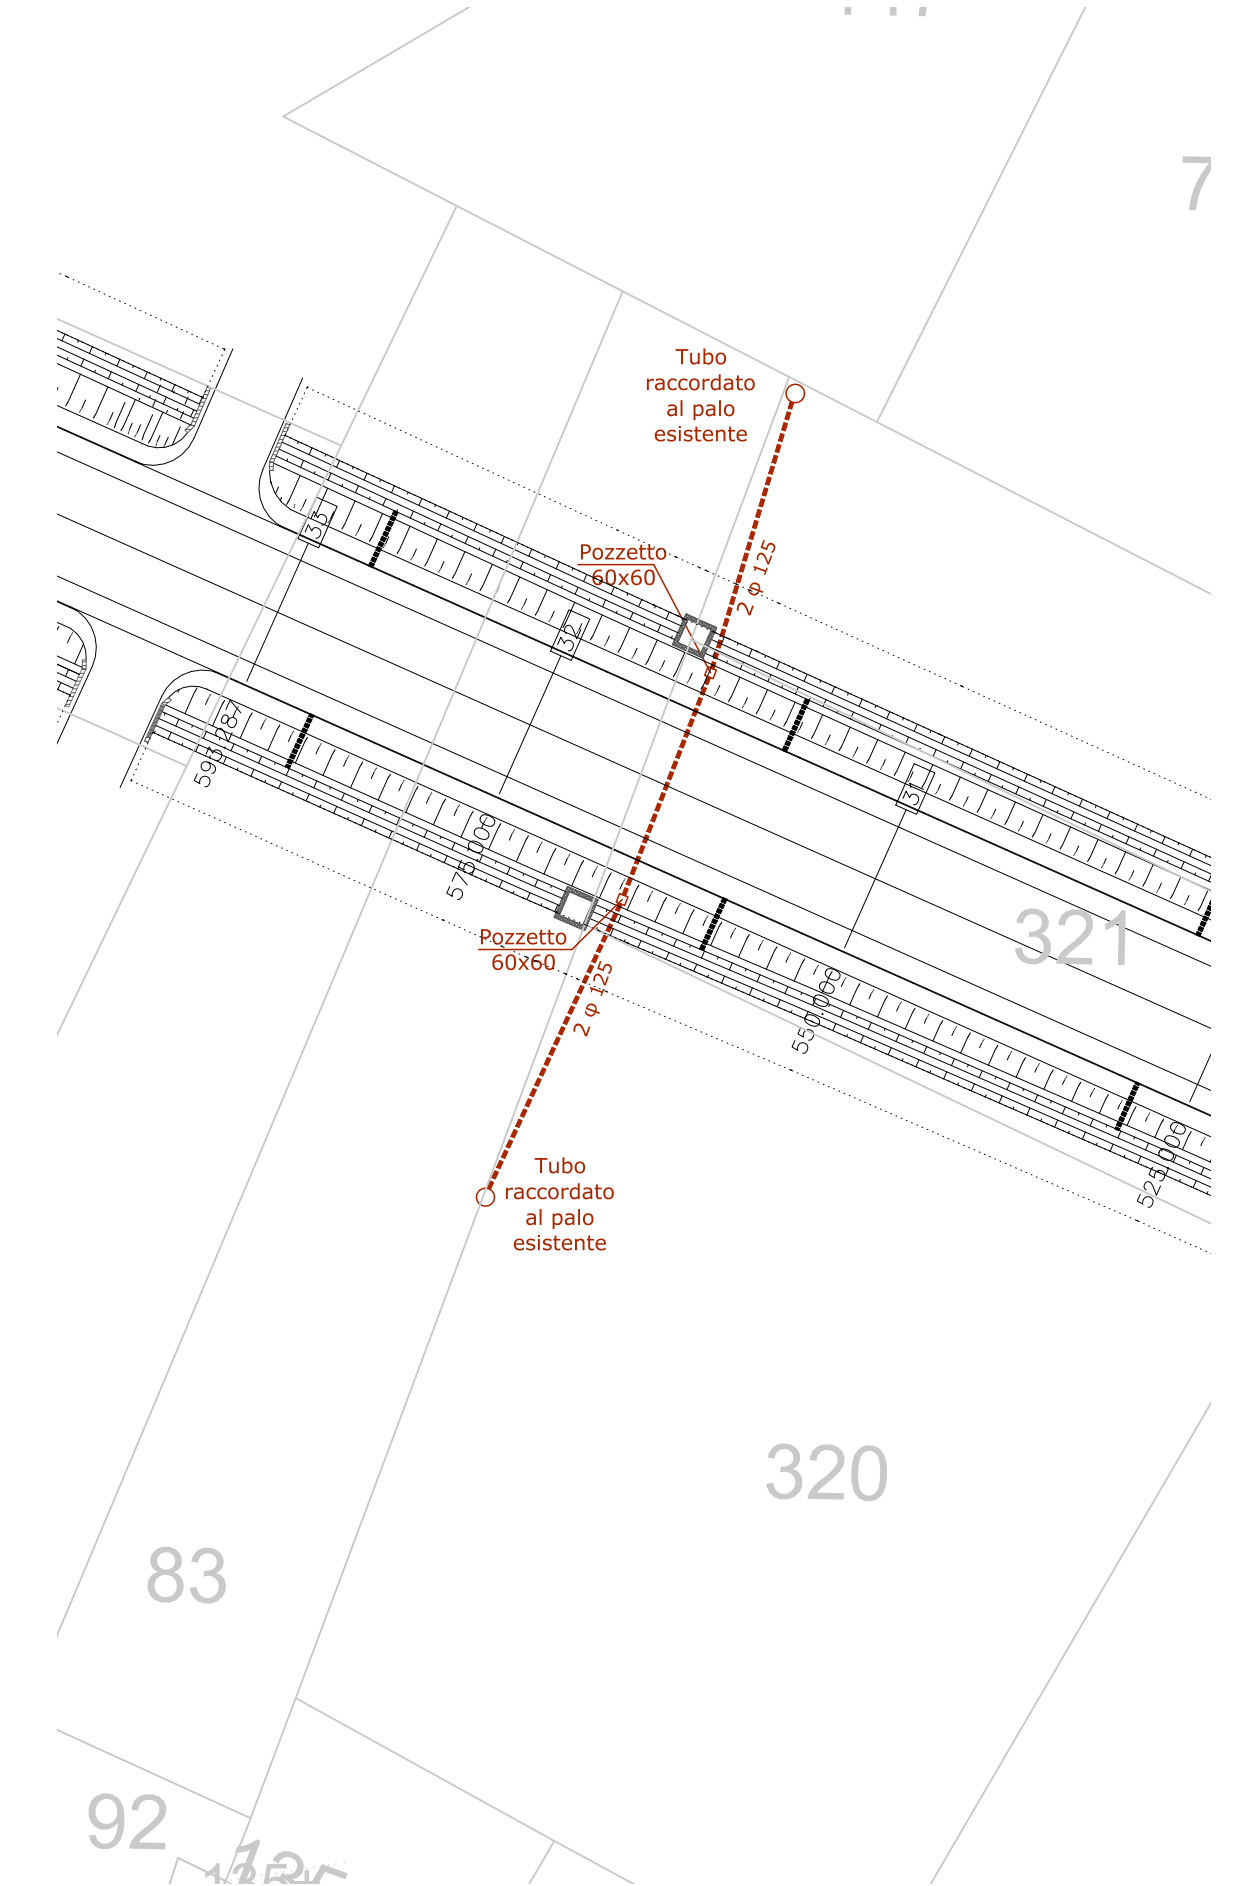 Tubo
raccordato
al palo
esistente
33
Pozzetto
60x60
2 φ 125
32
593.287
31
575.000
321
Pozzetto
60x60
2 φ 125
550.000
525.000
Tubo
raccordato
al palo
esistente
320
83
92